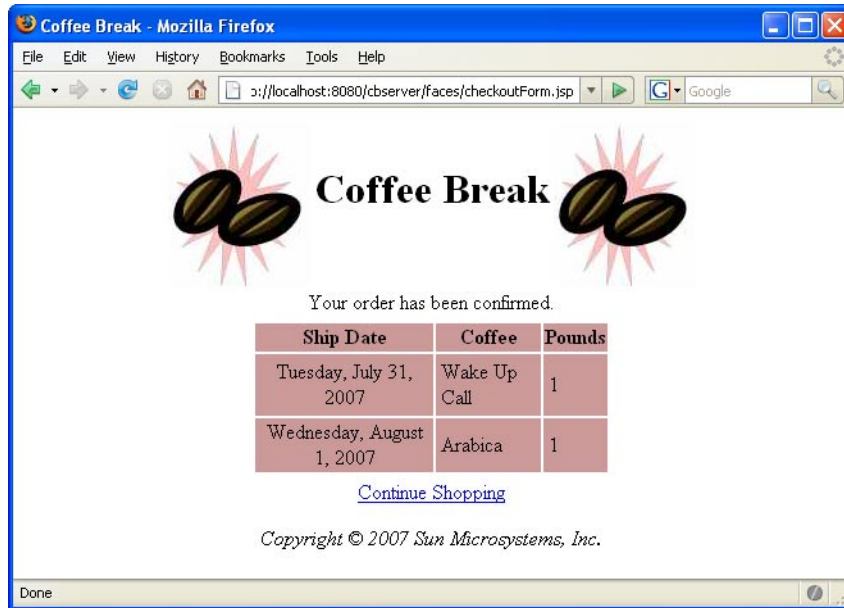 Coffee Break - Mozilla Firefox
File Edit View History Bookmarks Tools Help
p://localhost:8080/cbserver/faces/checkoutForm.jsp G Google
Coffee Break
Your order has been confirmed.
Ship Date Coffee Pounds
Tuesday, July 31, 2007 Wake Up Call 1
Wednesday, August 1, 2007 Arabica 1
Continue Shopping
Copyright © 2007 Sun Microsystems, Inc.
Done